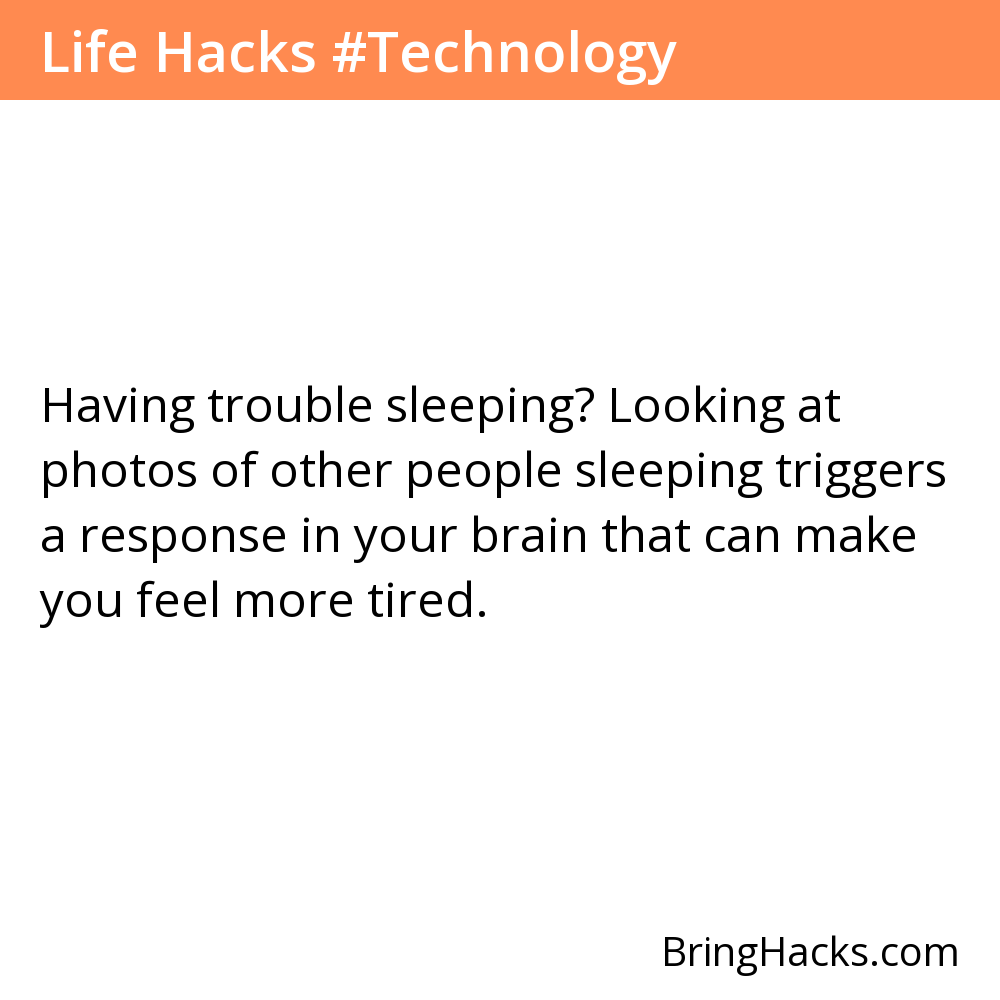 Life Hacks #Technology
Having trouble sleeping? Looking at
photos of other people sleeping triggers
a response in your brain that can make
you feel more tired.
BringHacks.com